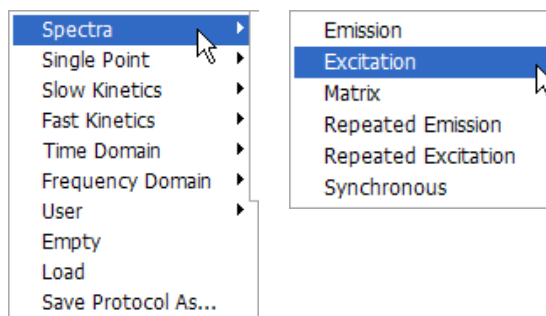 Spectra
Single Point
Slow Kinetics
Fast Kinetics
Time Domain
Frequency Domain
User
Empty
Load
Save Protocol As...
Emission
Excitation
Matrix
Repeated Emission
Repeated Excitation
Synchronous